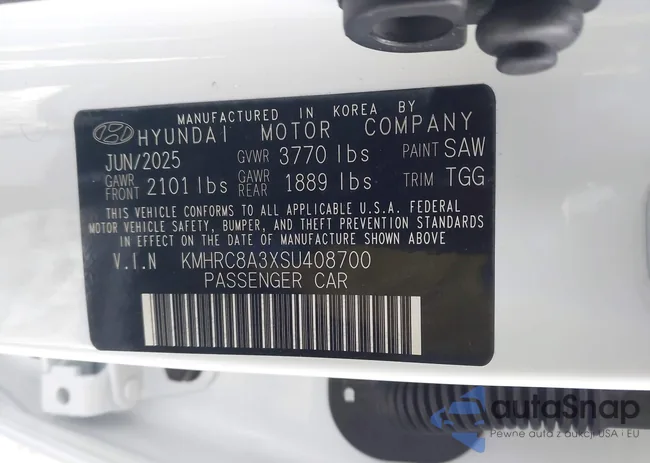 MANUFACTURED IN KOREA BY
HYUNDAI MOTOR COMPANY
JUN/2025 GVWR 3770 lbs PAINT SAW
GAWR FRONT 2101 lbs GAWR REAR 1889 lbs TRIM TGG
THIS VEHICLE CONFORMS TO ALL APPLICABLE U.S.A. FEDERAL
MOTOR VEHICLE SAFETY, BUMPER, AND THEFT PREVENTION STANDARDS
IN EFFECT ON THE DATE OF MANUFACTURE SHOWN ABOVE
V.I.N KMHRC8A3XSU408700
PASSENGER CAR
autoSnap
Pewne auta z aukcji USA i EU